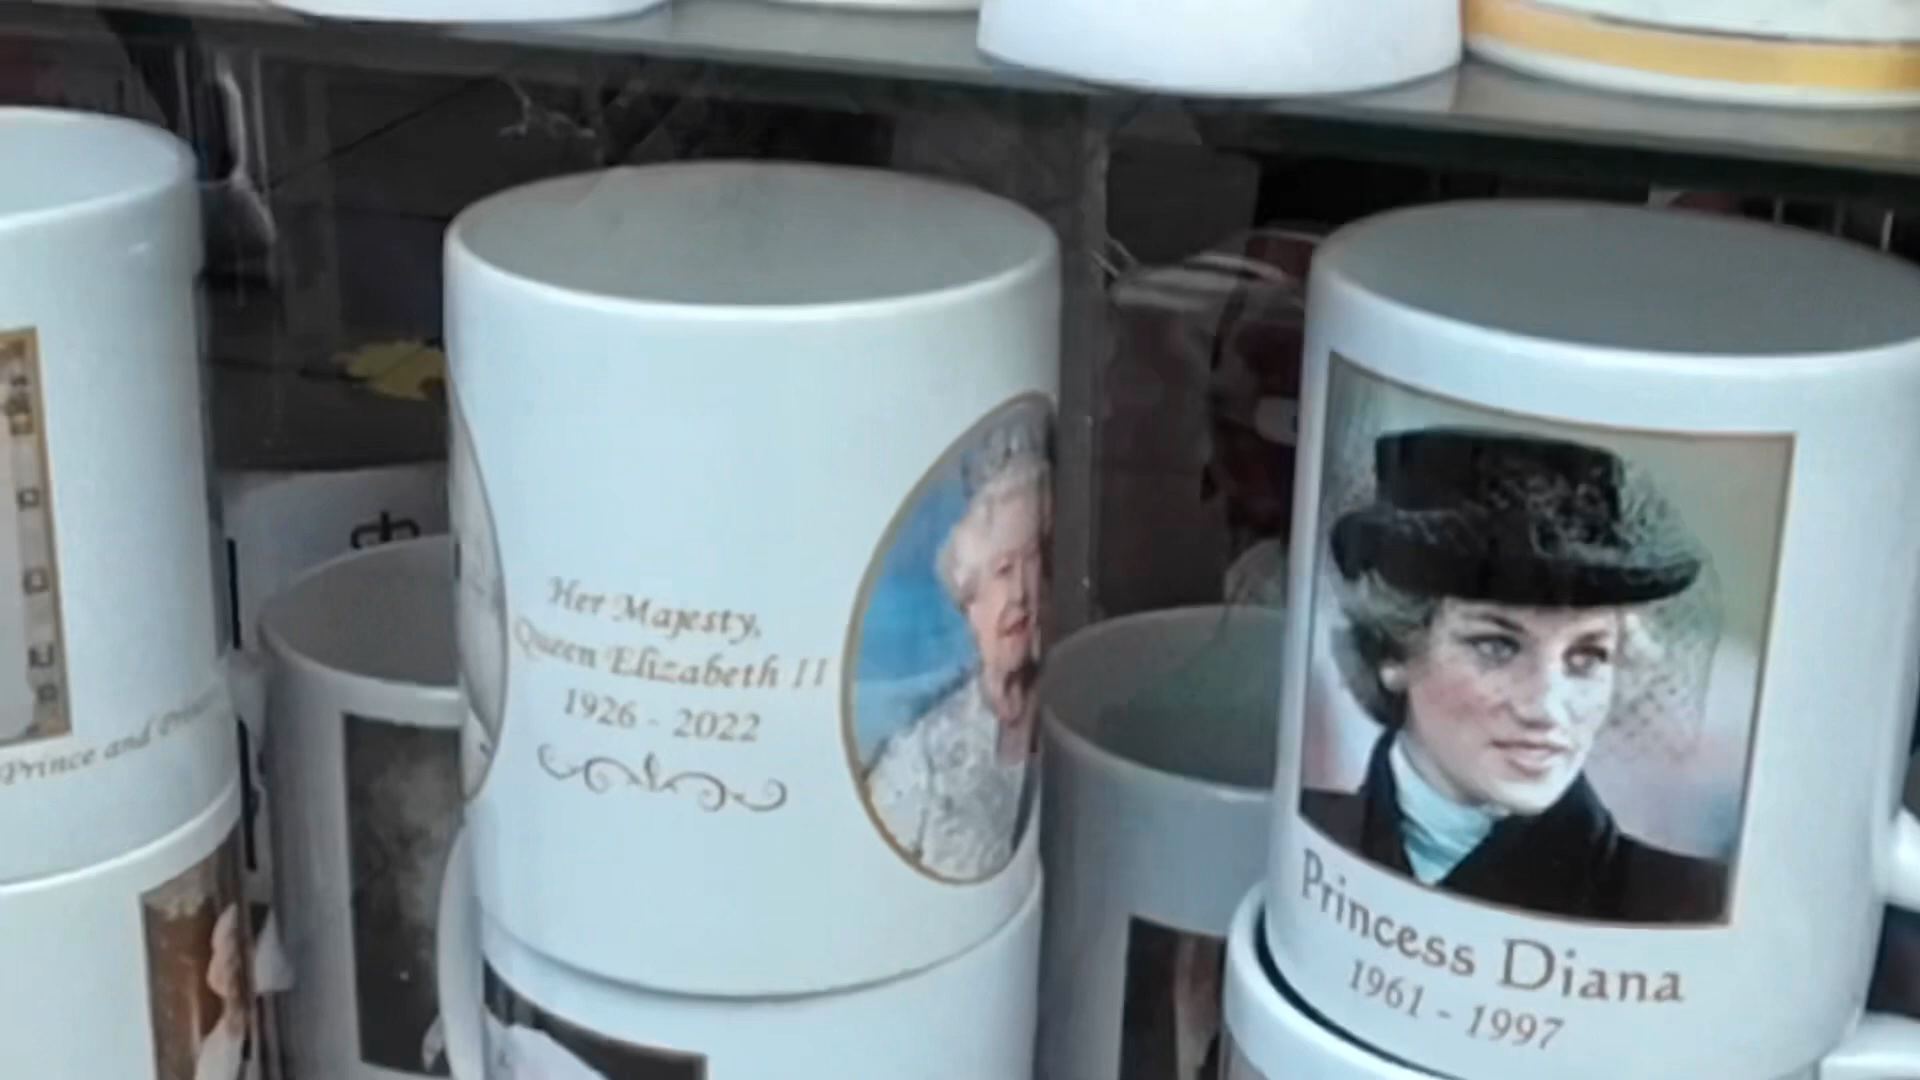 Prince and
Her Majesty,
Queen Elizabeth II
1926 - 2022
Princess Diana
1961 - 1997